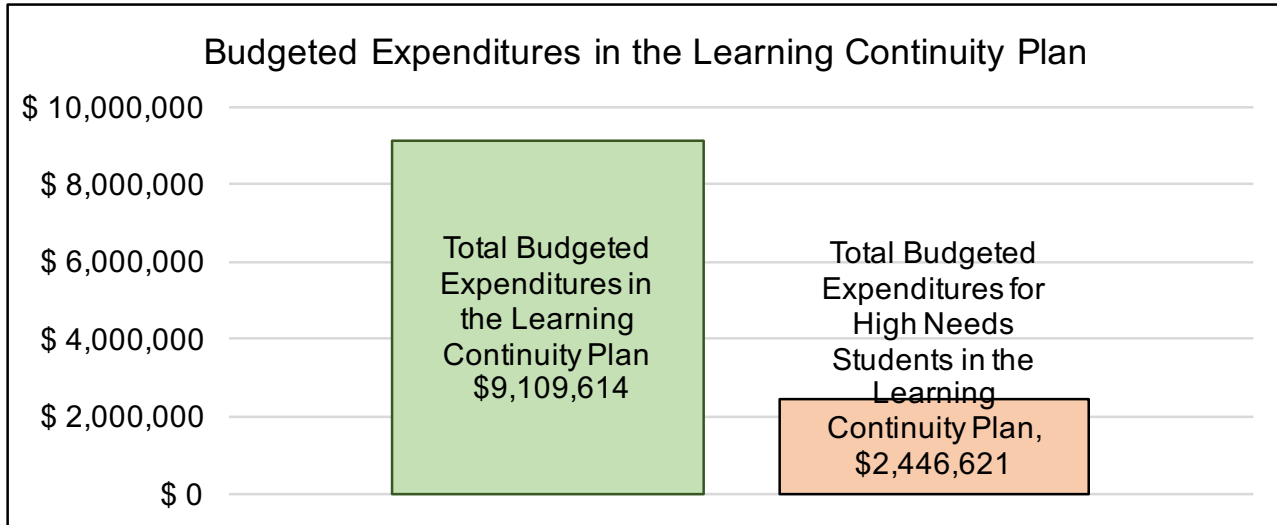 Budgeted Expenditures in the Learning Continuity Plan
$ 10,000,000
$ 8,000,000
$ 6,000,000
$ 4,000,000
$ 2,000,000
$ 0
Total Budgeted
Expenditures in
the Learning
Continuity Plan
$9,109,614
Total Budgeted
Expenditures for
High Needs
Students in the
Learning
Continuity Plan,
$2,446,621